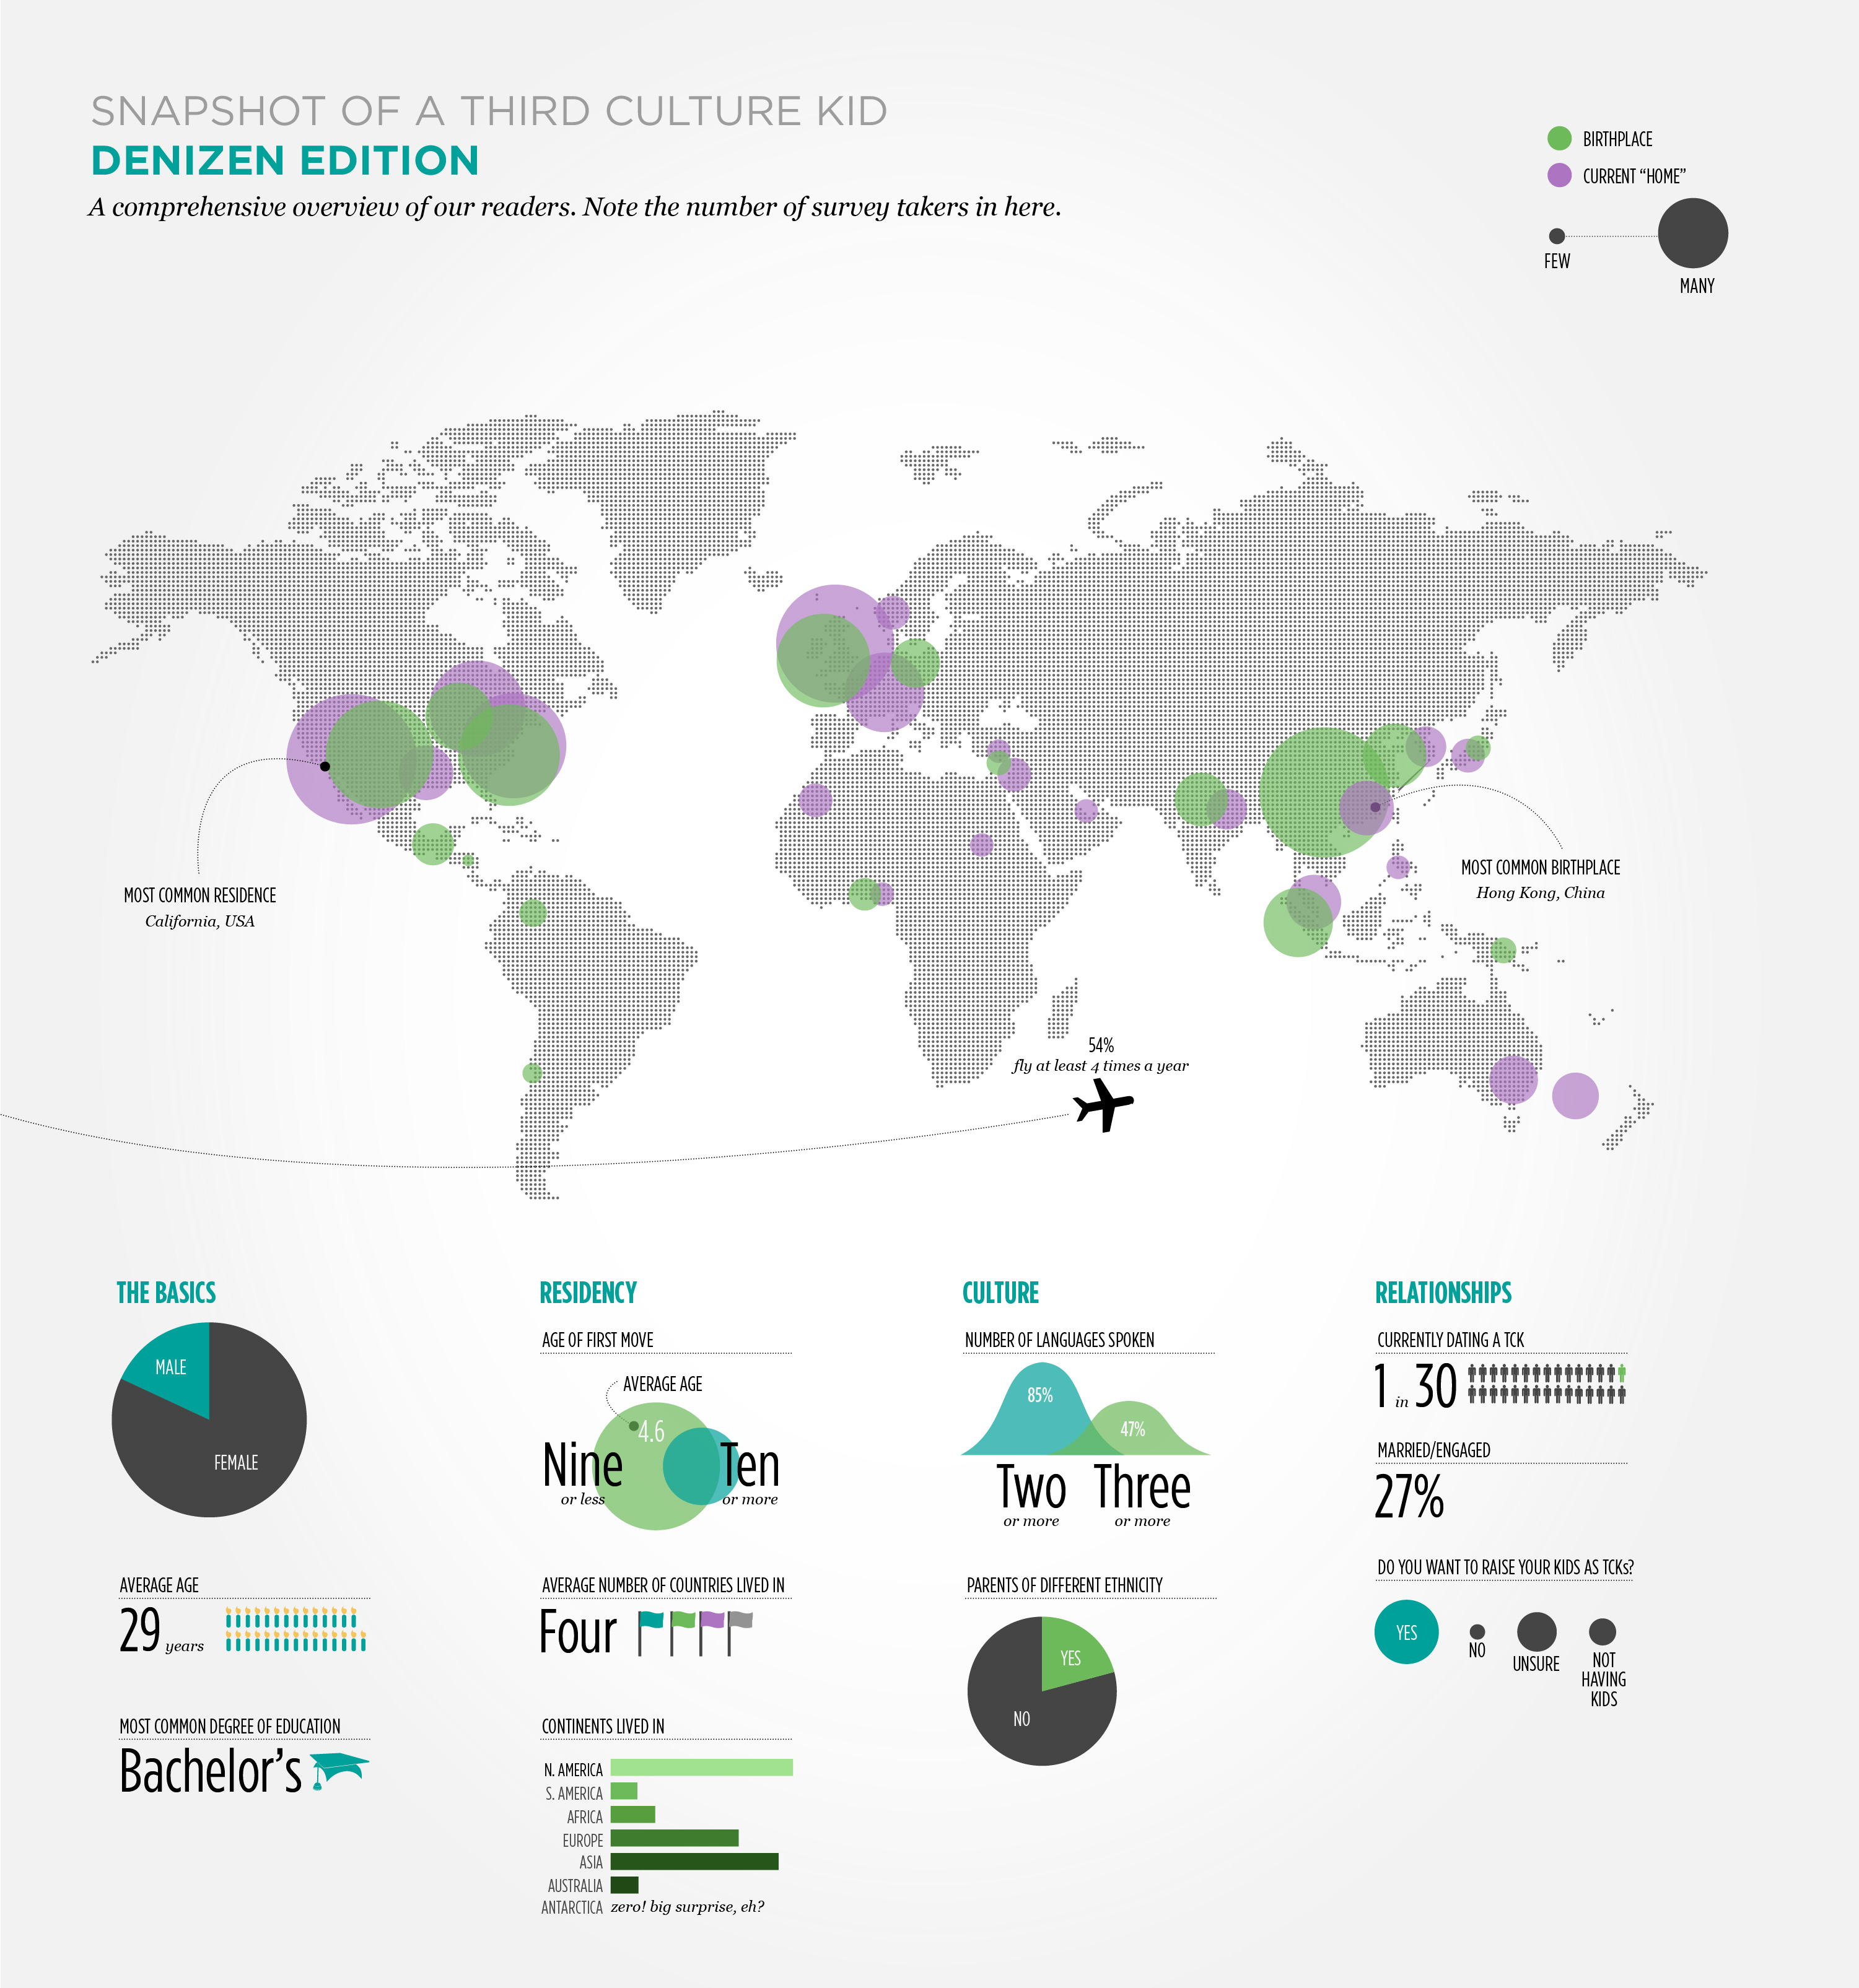 SNAPSHOT OF A THIRD CULTURE KID
DENIZEN EDITION
A comprehensive overview of our readers. Note the number of survey takers in here.
BIRTHPLACE
CURRENT “HOME”
FEW
MANY
MOST COMMON RESIDENCE
California, USA
MOST COMMON BIRTHPLACE
Hong Kong, China
54%
fly at least 4 times a year
THE BASICS
MALE
FEMALE
AVERAGE AGE
29 years
MOST COMMON DEGREE OF EDUCATION
Bachelor’s
RESIDENCY
AGE OF FIRST MOVE
AVERAGE AGE
4.6
Nine
or less
Ten
or more
AVERAGE NUMBER OF COUNTRIES LIVED IN
Four
CONTINENTS LIVED IN
N. AMERICA
S. AMERICA
AFRICA
EUROPE
ASIA
AUSTRALIA
ANTARCTICA zero! big surprise, eh?
CULTURE
NUMBER OF LANGUAGES SPOKEN
85%
47%
Two
or more
Three
or more
PARENTS OF DIFFERENT ETHNICITY
YES
NO
RELATIONSHIPS
CURRENTLY DATING A TCK
1 in 30
MARRIED/ENGAGED
27%
DO YOU WANT TO RAISE YOUR KIDS AS TCKs?
YES
NO
UNSURE
NOT
HAVING
KIDS